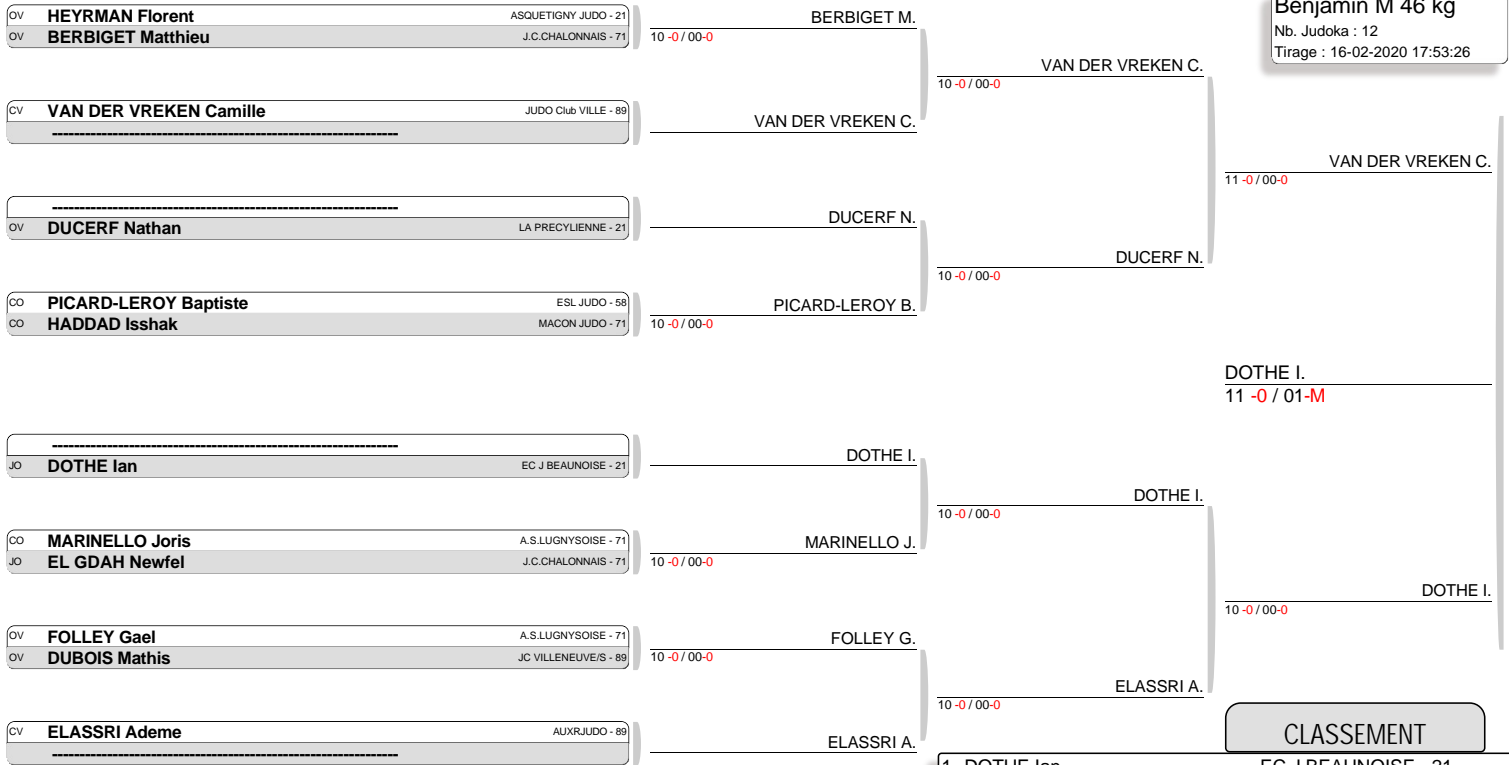 Benjamin M 46 kg
Nb. Judoka : 12
Tirage : 16-02-2020 17:53:26
OV HEYRMAN Florent ASQUETIGNY JUDO - 21
OV BERBIGET Matthieu J.C.CHALONNAIS - 71
CV VAN DER VREKEN Camille JUDO Club VILLE - 89
----------------------------------------------------------------
----------------------------------------------------------------
OV DUCERF Nathan LA PRECYLIENNE - 21
CO PICARD-LEROY Baptiste ESL JUDO - 58
CO HADDAD Isshak MACON JUDO - 71
----------------------------------------------------------------
JO DOTHE Ian EC J BEAUNOISE - 21
CO MARINELLO Joris A.S.LUGNYSOISE - 71
JO EL GDAH Newfel J.C.CHALONNAIS - 71
OV FOLLEY Gael A.S.LUGNYSOISE - 71
OV DUBOIS Mathis JC VILLENEUVE/S - 89
CV ELASSRI Ademe AUXRJUDO - 89
----------------------------------------------------------------
BERBIGET M.
10 -0 / 00-0
VAN DER VREKEN C.
DUCERF N.
PICARD-LEROY B.
10 -0 / 00-0
DOTHE I.
MARINELLO J.
10 -0 / 00-0
FOLLEY G.
10 -0 / 00-0
ELASSRI A.
VAN DER VREKEN C.
10 -0 / 00-0
DUCERF N.
10 -0 / 00-0
DOTHE I.
10 -0 / 00-0
ELASSRI A.
10 -0 / 00-0
VAN DER VREKEN C.
11 -0 / 00-0
DOTHE I.
11 -0 / 01-M
DOTHE I.
10 -0 / 00-0
CLASSEMENT
1 DOTHE Ian EC J BEAUNOISE - 21